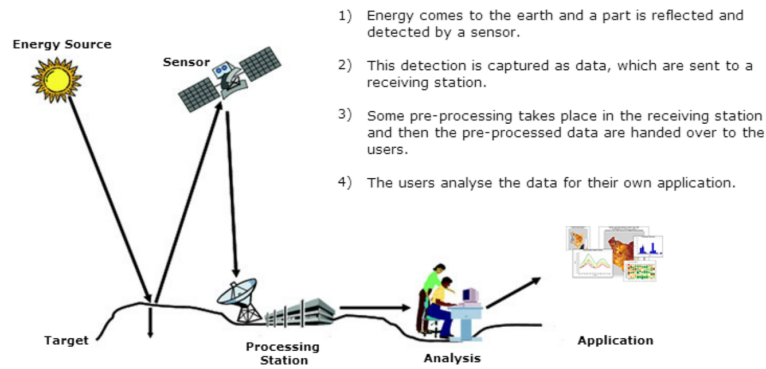 Energy Source
Sensor
1) Energy comes to the earth and a part is reflected and
detected by a sensor.
2) This detection is captured as data, which are sent to a
receiving station.
3) Some pre-processing takes place in the receiving station
and then the pre-processed data are handed over to the
users.
4) The users analyse the data for their own application.
Target
Processing
Station
Analysis
Application